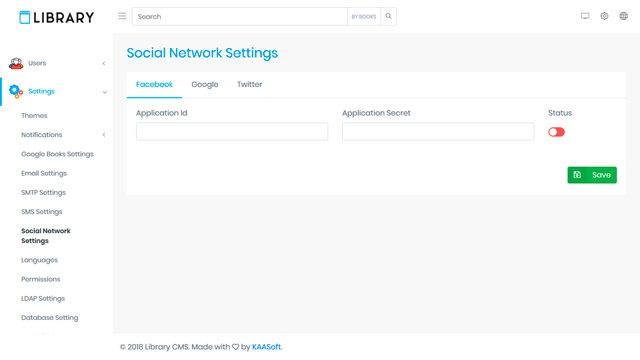 LIBRARY
Search
BY BOOKS
Users
Settings
Themes
Notifications
Google Books Settings
Email Settings
SMTP Settings
SMS Settings
Social Network
Settings
Languages
Permissions
LDAP Settings
Database Setting
Social Network Settings
Facebook Google Twitter
Application Id Application Secret Status
Save
© 2018 Library CMS. Made with ♡ by KAASoft.